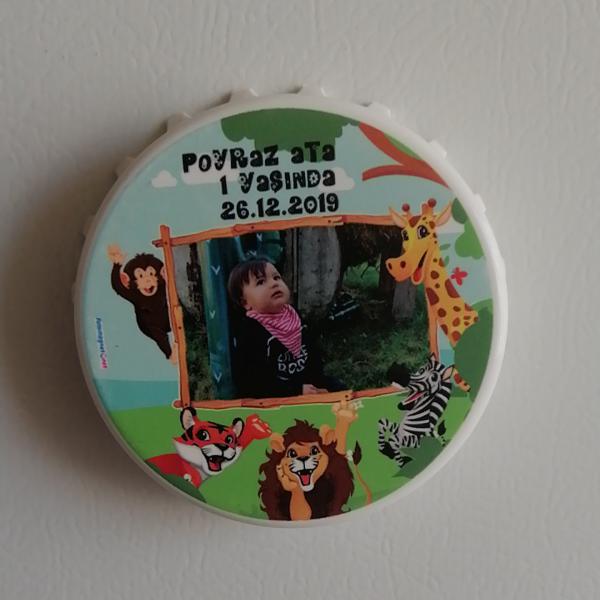 POYRAZ ATA
1 YAŞINDA
26.12.2019